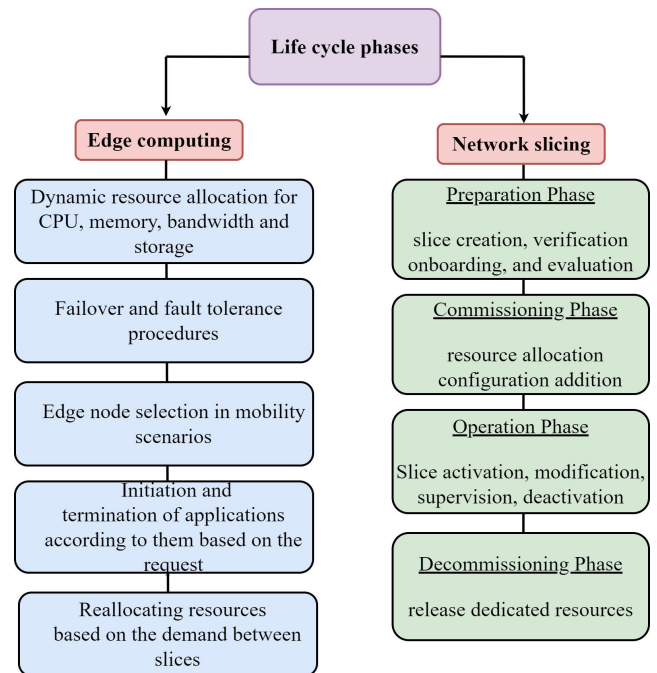 Life cycle phases
Edge computing
Dynamic resource allocation for
CPU, memory, bandwidth and
storage
Failover and fault tolerance
procedures
Edge node selection in mobility
scenarios
Initiation and
termination of applications
according to them based on the
request
Reallocating resources
based on the demand between
slices
Network slicing
Preparation Phase
slice creation, verification
onboarding, and evaluation
Commissioning Phase
resource allocation
configuration addition
Operation Phase
Slice activation, modification,
supervision, deactivation
Decommissioning Phase
release dedicated resources